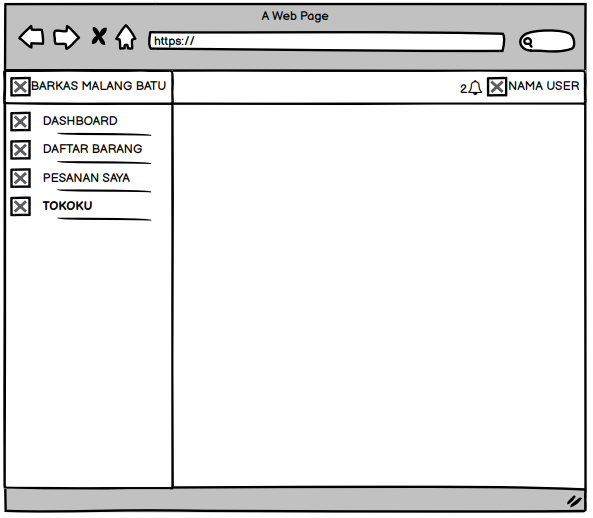 A Web Page
https://
BARKAS MALANG BATU
2
NAMA USER
DASHBOARD
DAFTAR BARANG
PESANAN SAYA
TOKOKU